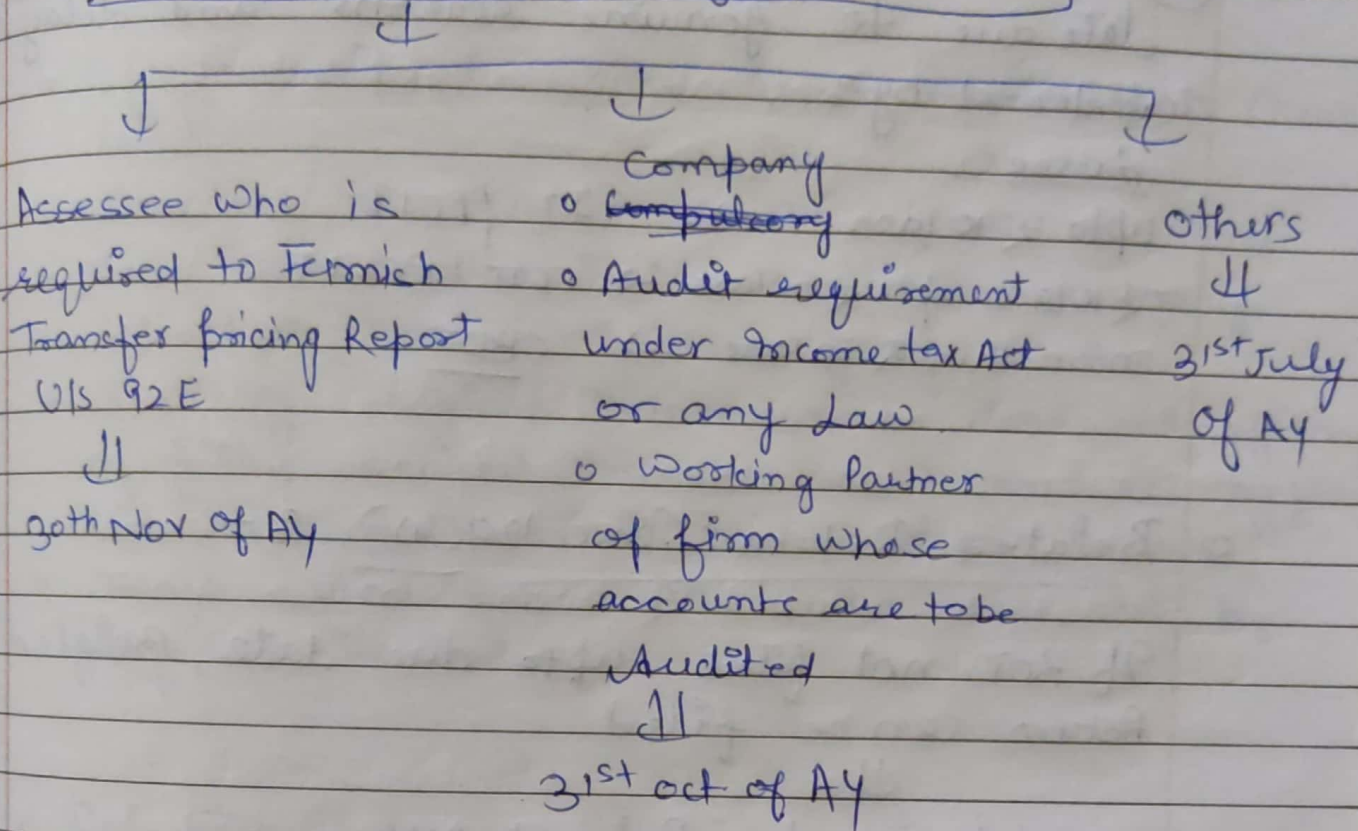 Assessee who is
required to Furnish
Transfer pricing Report
U/s 92E
30th Nov of AY
Company
o Compulsory
o Audit requirement
under Income tax Act
or any Law
o Working Partner
of firm whose
accounts are to be
Audited
31st oct of AY
others
31st July
of AY